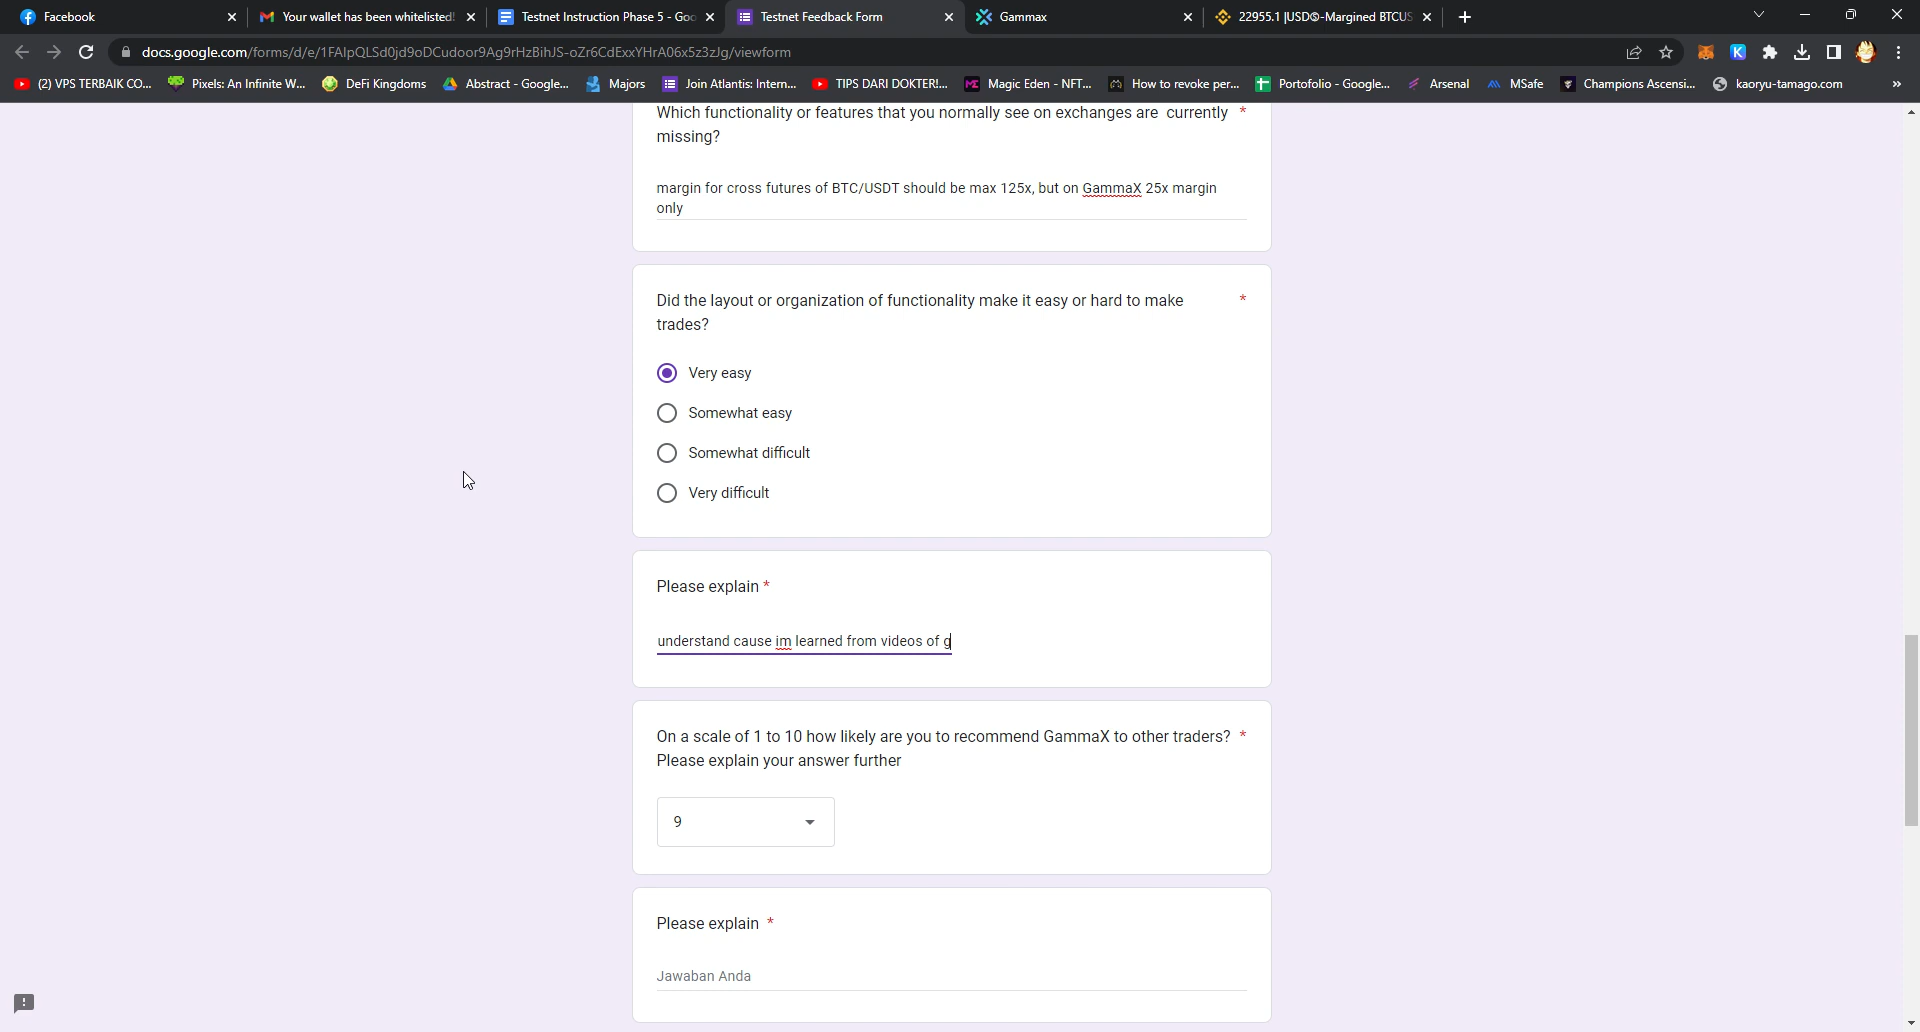 Facebook
Your wallet has been whitelisted!
Testnet Instruction Phase 5 - Goo
Testnet Feedback Form
Gammax
22955.1 |USDⓈ-Margined BTCUS
docs.google.com/forms/d/e/1FAIpQLSd0jd9oDCudoor9Ag9rHzBihJS-oZr6CdExxYHrA06x5z3zJg/viewform
(2) VPS TERBAIK CO...
Pixels: An Infinite W...
DeFi Kingdoms
Abstract - Google...
Majors
Join Atlantis: Intern...
TIPS DARI DOKTER!...
Magic Eden - NFT...
How to revoke per...
Portofolio - Google...
Arsenal
MSafe
Champions Ascensi...
kaoryu-tamago.com
»
Which functionality or features that you normally see on exchanges are currently *
missing?
margin for cross futures of BTC/USDT should be max 125x, but on GammaX 25x margin
only
Did the layout or organization of functionality make it easy or hard to make *
trades?
Very easy
Somewhat easy
Somewhat difficult
Very difficult
Please explain *
understand cause im learned from videos of g
On a scale of 1 to 10 how likely are you to recommend GammaX to other traders? *
Please explain your answer further
9
Please explain *
Jawaban Anda